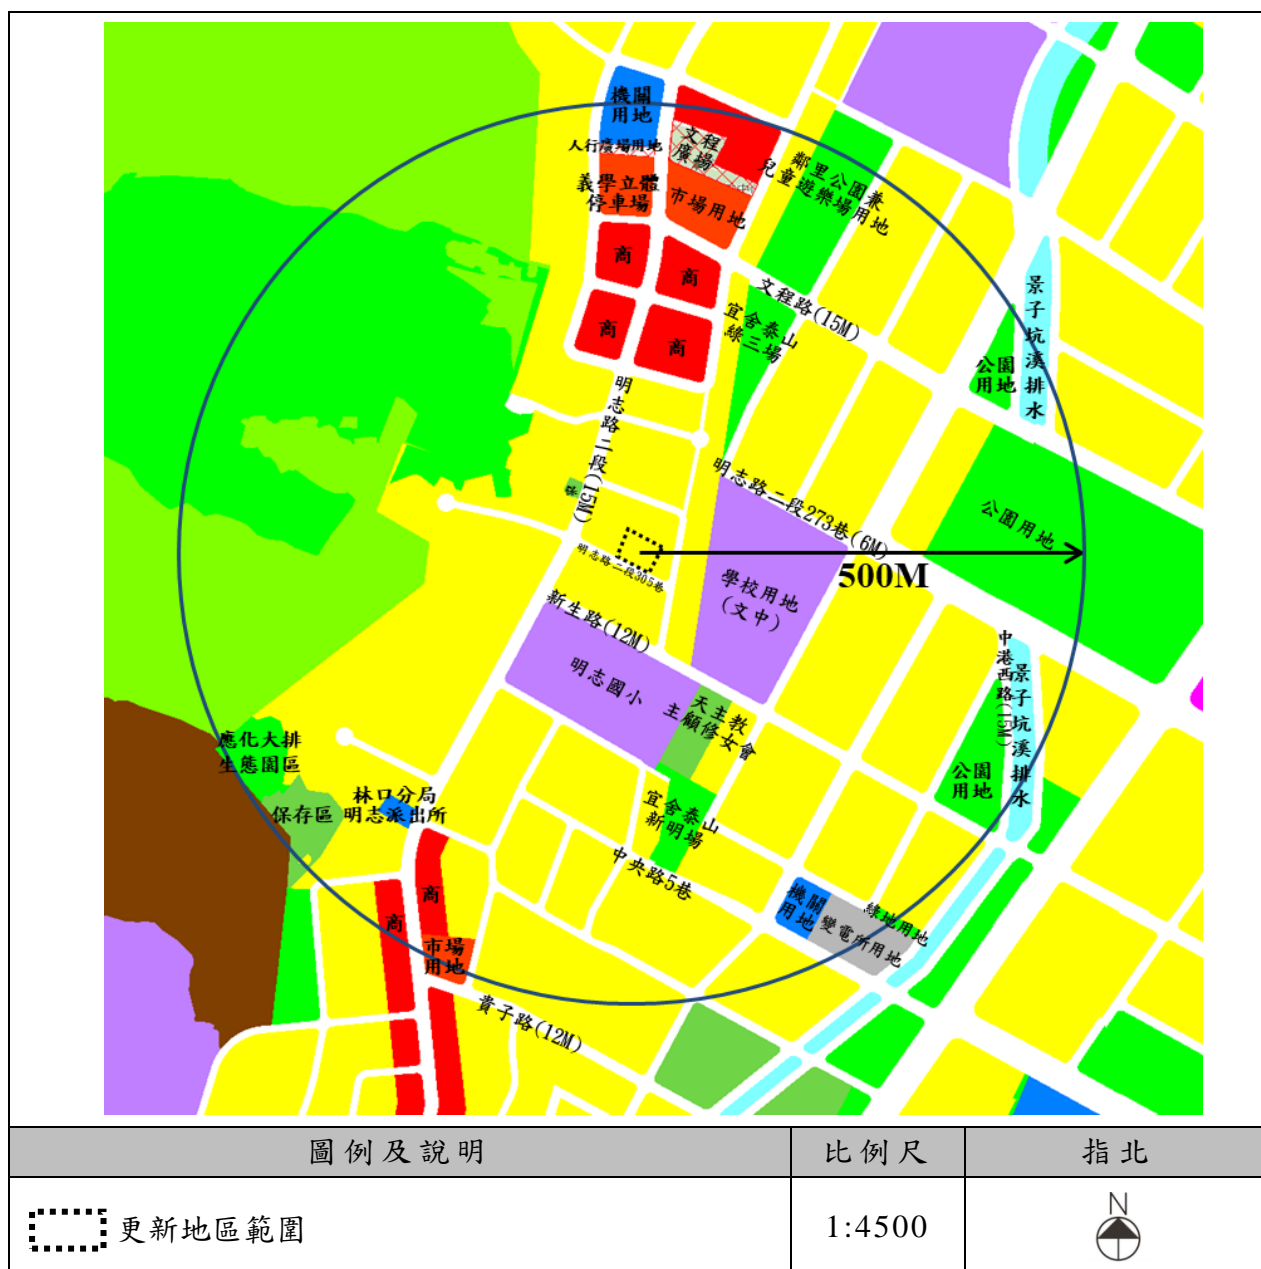 機關
用地
人行廣場用地
文程
廣場
義學立體
停車場
市場用地
鄰里公園兼
兒童遊樂場用地
商
商
商
商
文程路(15M)
宜舍泰山
綠三場
景子坑溪排水
公園
用地
明志路二段(15M)
明志路二段273巷(6M)
公園用地
明志路二段305巷
500M
學校用地
(文中)
新生路(12M)
明志國小
天主教
主顧修女會
中港西路(15M)
景子坑溪排水
公園
用地
應化大排
生態園區
保存區
林口分局
明志派出所
宜舍泰山
新明場
中央路5巷
商
商
市場
用地
機關
用地
綠地用地
變電所用地
貴子路(12M)
圖例及說明
比例尺
指北
更新地區範圍
1:4500
N